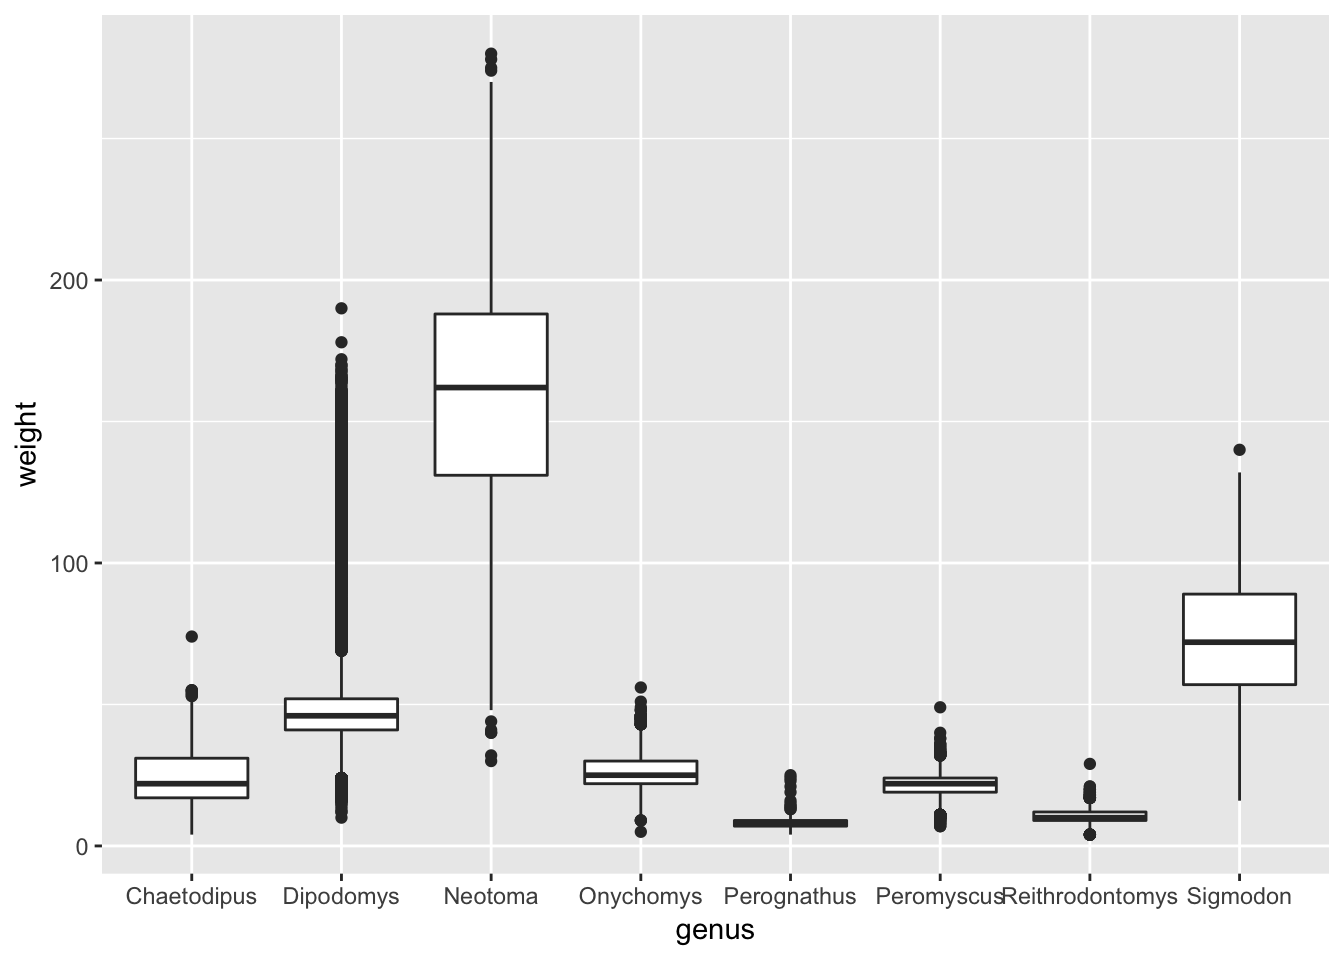 weight
200
100
0
Chaetodipus Dipodomys Neotoma Onychomys Perognathus Peromyscus Reithrodontomys Sigmodon
genus